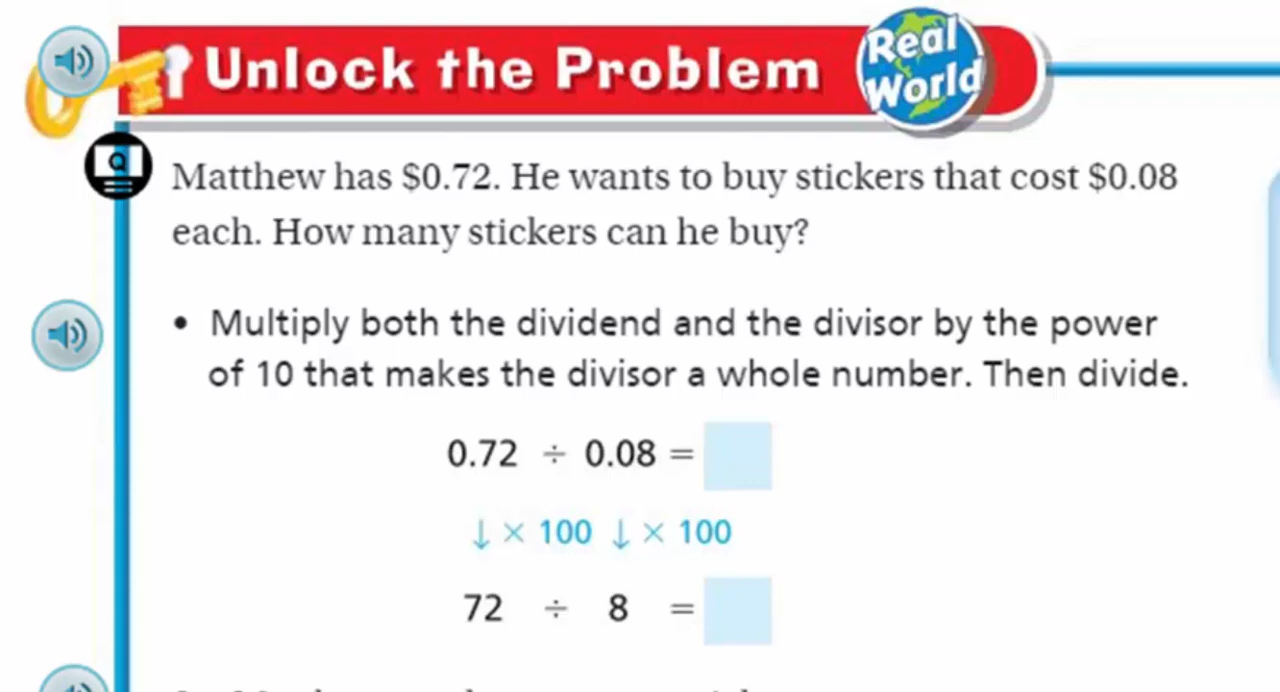 Unlock the Problem
Real
World
Q
Matthew has $0.72. He wants to buy stickers that cost $0.08
each. How many stickers can he buy?
• Multiply both the dividend and the divisor by the power
of 10 that makes the divisor a whole number. Then divide.
0.72 ÷ 0.08 =
↓ × 100 ↓ × 100
72 ÷ 8 =